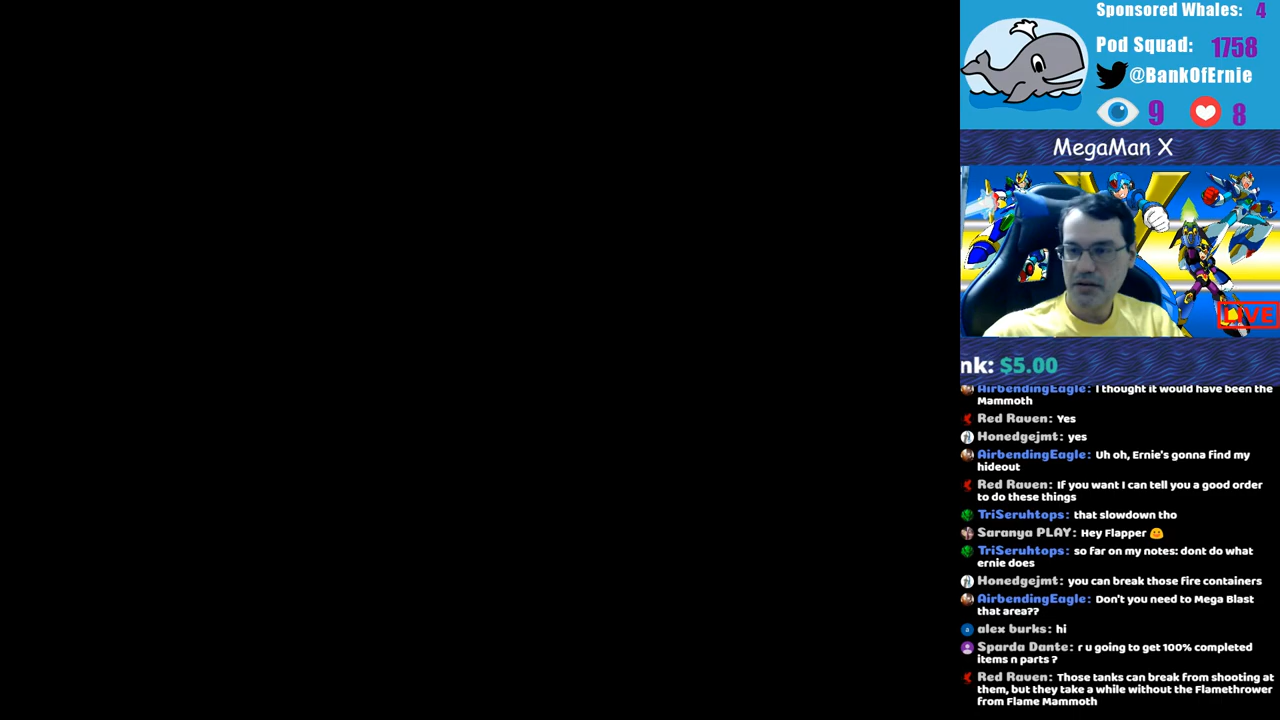 Sponsored Whales: 4
Pod Squad: 1758
@BankOfErnie
9 8
MegaMan X
LIVE
nk: $5.00
AirbendingEagle: I thought it would have been the
Mammoth
Red Raven: Yes
Honedgejmt: yes
AirbendingEagle: Uh oh, Ernie's gonna find my
hideout
Red Raven: If you want I can tell you a good order
to do these things
TriSeruhtops: that slowdown tho
Saranya PLAY: Hey Flapper
TriSeruhtops: so far on my notes: dont do what
ernie does
Honedgejmt: you can break those fire containers
AirbendingEagle: Don't you need to Mega Blast
that area??
a alex burks: hi
Sparda Dante: r u going to get 100% completed
items n parts ?
Red Raven: Those tanks can break from shooting at
them, but they take a while without the Flamethrower
from Flame Mammoth